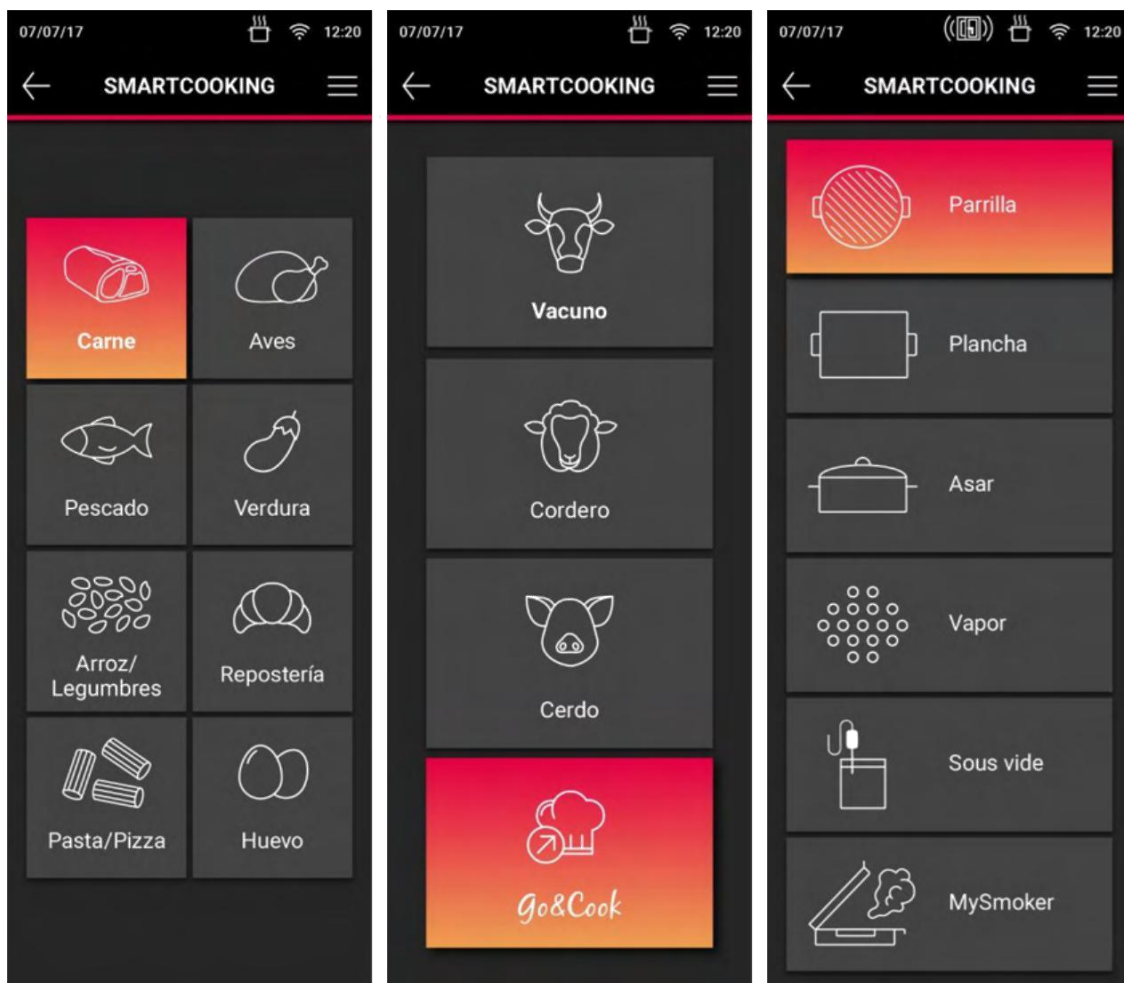 07/07/17 12:20
SMARTCOOKING
Carne
Aves
Pescado
Verdura
Arroz/
Legumbres
Repostería
Pasta/Pizza
Huevo
07/07/17 12:20
SMARTCOOKING
Vacuno
Cordero
Cerdo
Go&Cook
07/07/17 12:20
SMARTCOOKING
Parrilla
Plancha
Asar
Vapor
Sous vide
MySmoker